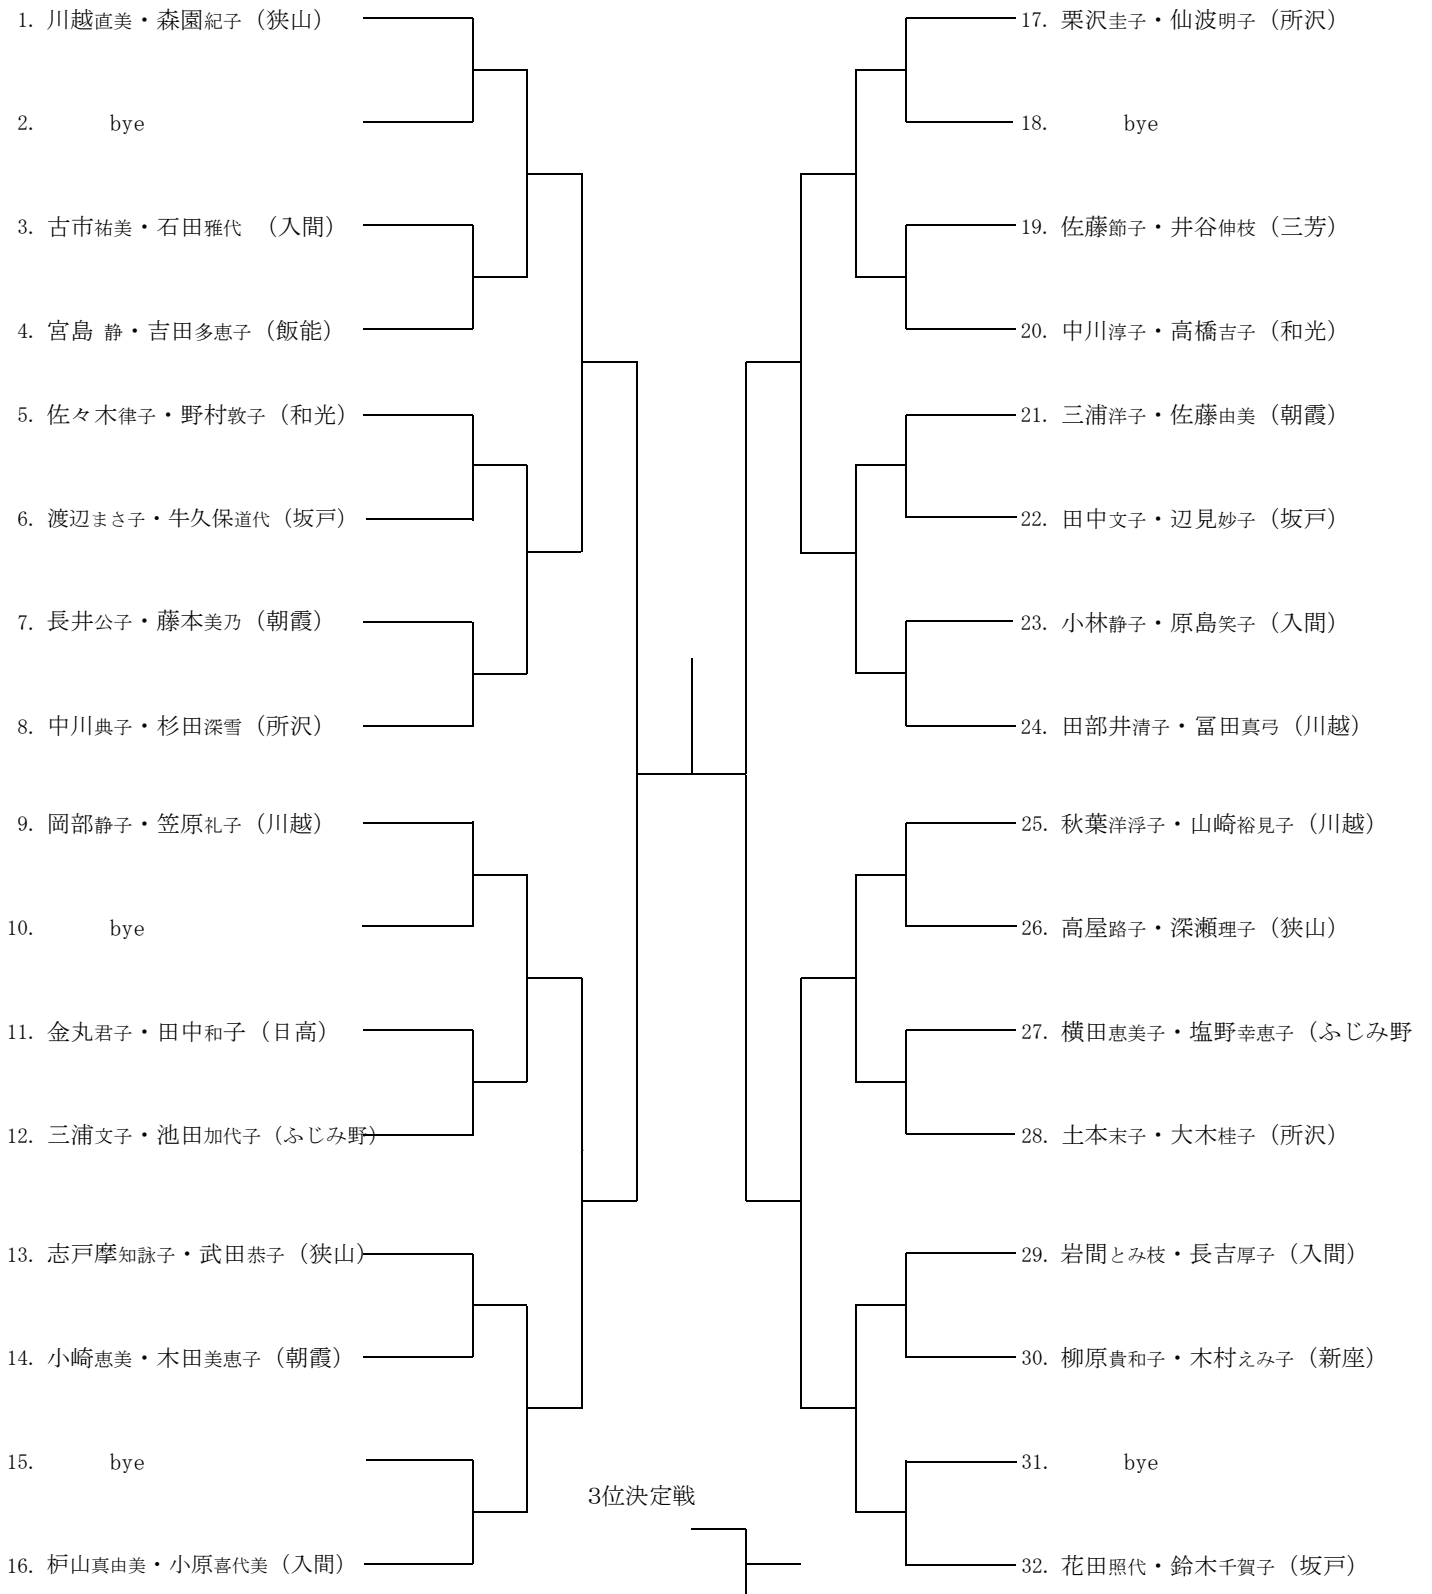 1. 川越直美・森園紀子（狭山）
2. bye
3. 古市祐美・石田雅代 （入間）
4. 宮島 静・吉田多恵子（飯能）
5. 佐々木律子・野村敦子（和光）
6. 渡辺まさ子・牛久保道代（坂戸）
7. 長井公子・藤本美乃（朝霞）
8. 中川典子・杉田深雪（所沢）
9. 岡部静子・笠原礼子（川越）
10. bye
11. 金丸君子・田中和子（日高）
12. 三浦文子・池田加代子（ふじみ野）
13. 志戸摩知詠子・武田恭子（狭山）
14. 小崎恵美・木田美恵子（朝霞）
15. bye
16. 枦山真由美・小原喜代美（入間）
3位決定戦
17. 栗沢圭子・仙波明子（所沢）
18. bye
19. 佐藤節子・井谷伸枝（三芳）
20. 中川淳子・高橋吉子（和光）
21. 三浦洋子・佐藤由美（朝霞）
22. 田中文子・辺見妙子（坂戸）
23. 小林静子・原島笑子（入間）
24. 田部井清子・冨田真弓（川越）
25. 秋葉洋浮子・山崎裕見子（川越）
26. 高屋路子・深瀬理子（狭山）
27. 横田恵美子・塩野幸恵子（ふじみ野
28. 土本末子・大木桂子（所沢）
29. 岩間とみ枝・長吉厚子（入間）
30. 柳原貴和子・木村えみ子（新座）
31. bye
32. 花田照代・鈴木千賀子（坂戸）